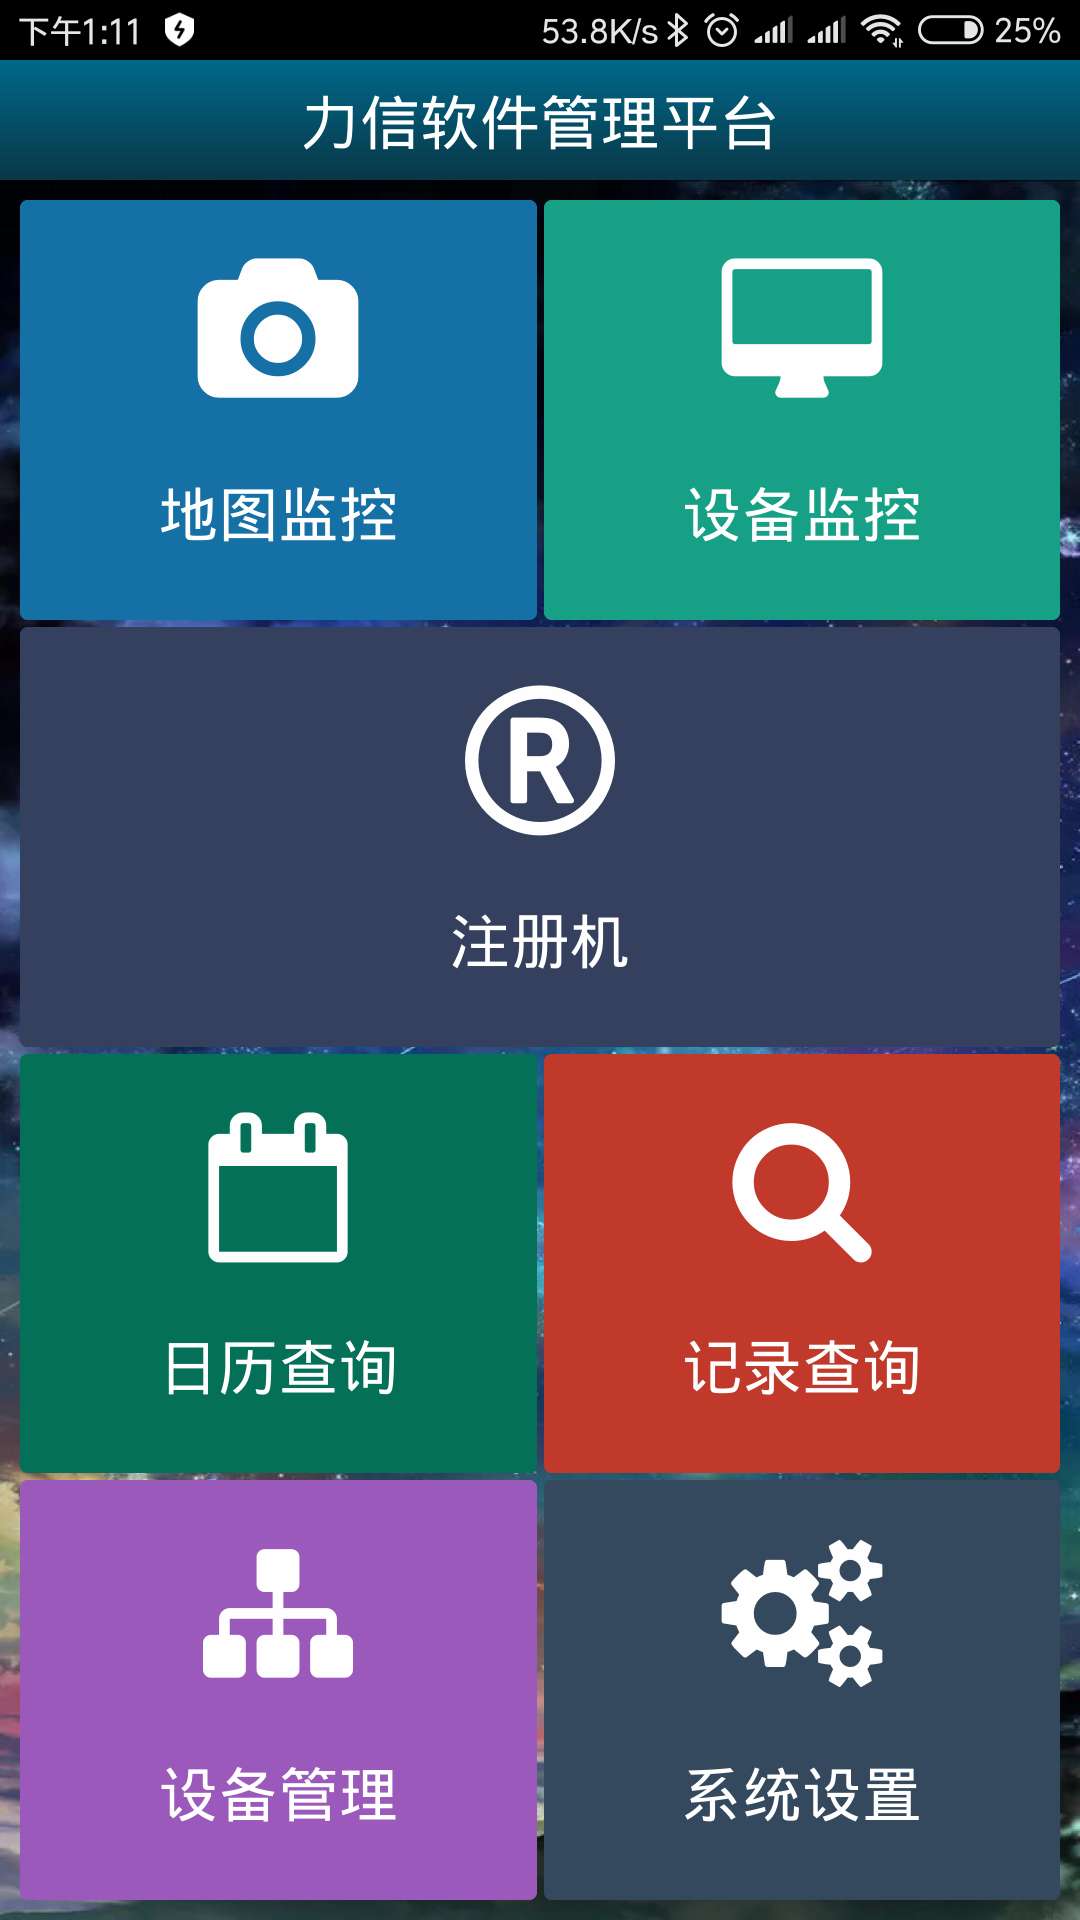 下午1:11 53.8K/s 25%
力信软件管理平台
地图监控 设备监控
R
注册机
日历查询 记录查询
设备管理 系统设置